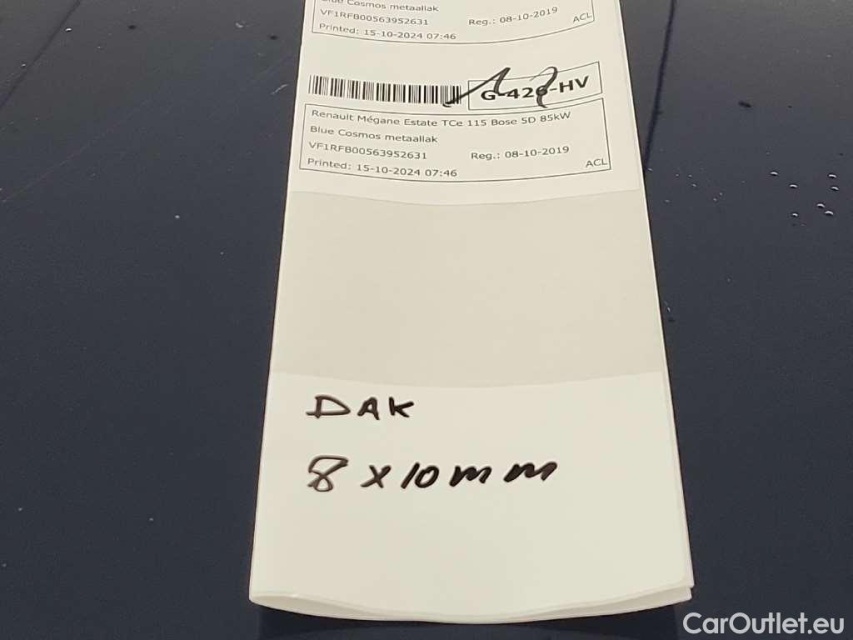 Blue Cosmos metaallak
VF1RFB00563952631
Reg.: 08-10-2019
ACL
Printed: 15-10-2024 07:46
G-426-HV
Renault Mégane Estate TCe 115 Bose 5D 85kW
Blue Cosmos metaallak
VF1RFB00563952631
Reg.: 08-10-2019
Printed: 15-10-2024 07:46
ACL
DAK
8 x 10 mm
CarOutlet.eu